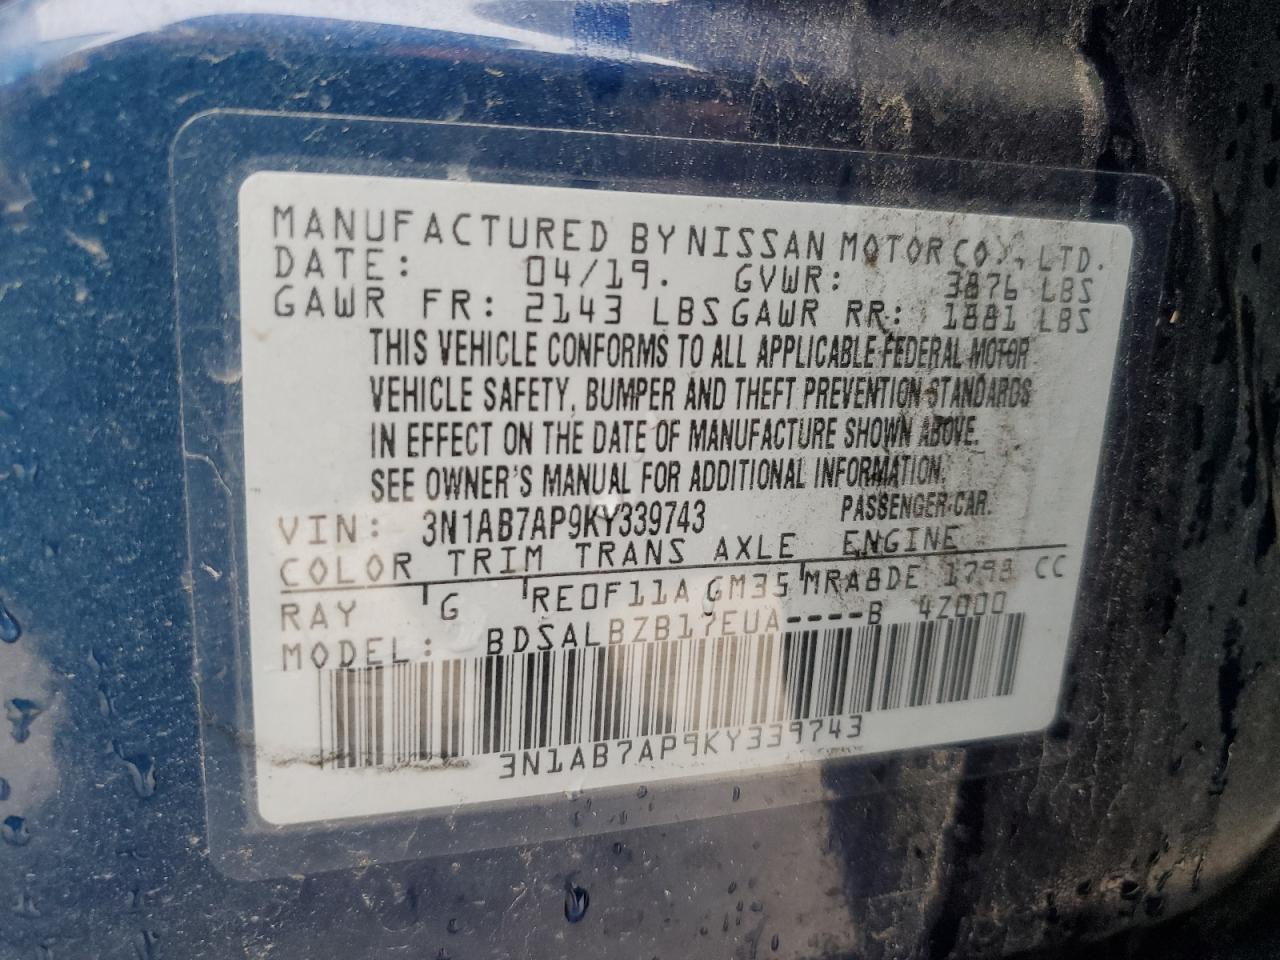 MANUFACTURED BY NISSAN MOTOR CO., LTD.
DATE: 04/19. GVWR: 3876 LBS
GAWR FR: 2143 LBS GAWR RR: 1881 LBS
THIS VEHICLE CONFORMS TO ALL APPLICABLE FEDERAL MOTOR
VEHICLE SAFETY, BUMPER AND THEFT PREVENTION STANDARDS
IN EFFECT ON THE DATE OF MANUFACTURE SHOWN ABOVE.
SEE OWNER'S MANUAL FOR ADDITIONAL INFORMATION.
VIN: 3N1AB7AP9KY339743 PASSENGER CAR.
COLOR TRIM TRANS AXLE ENGINE
RAY G RE0F11A GM35 MRA8DE 1798 CC
MODEL: BDSALBZB17EUA----B 4Z000
3N1AB7AP9KY339743